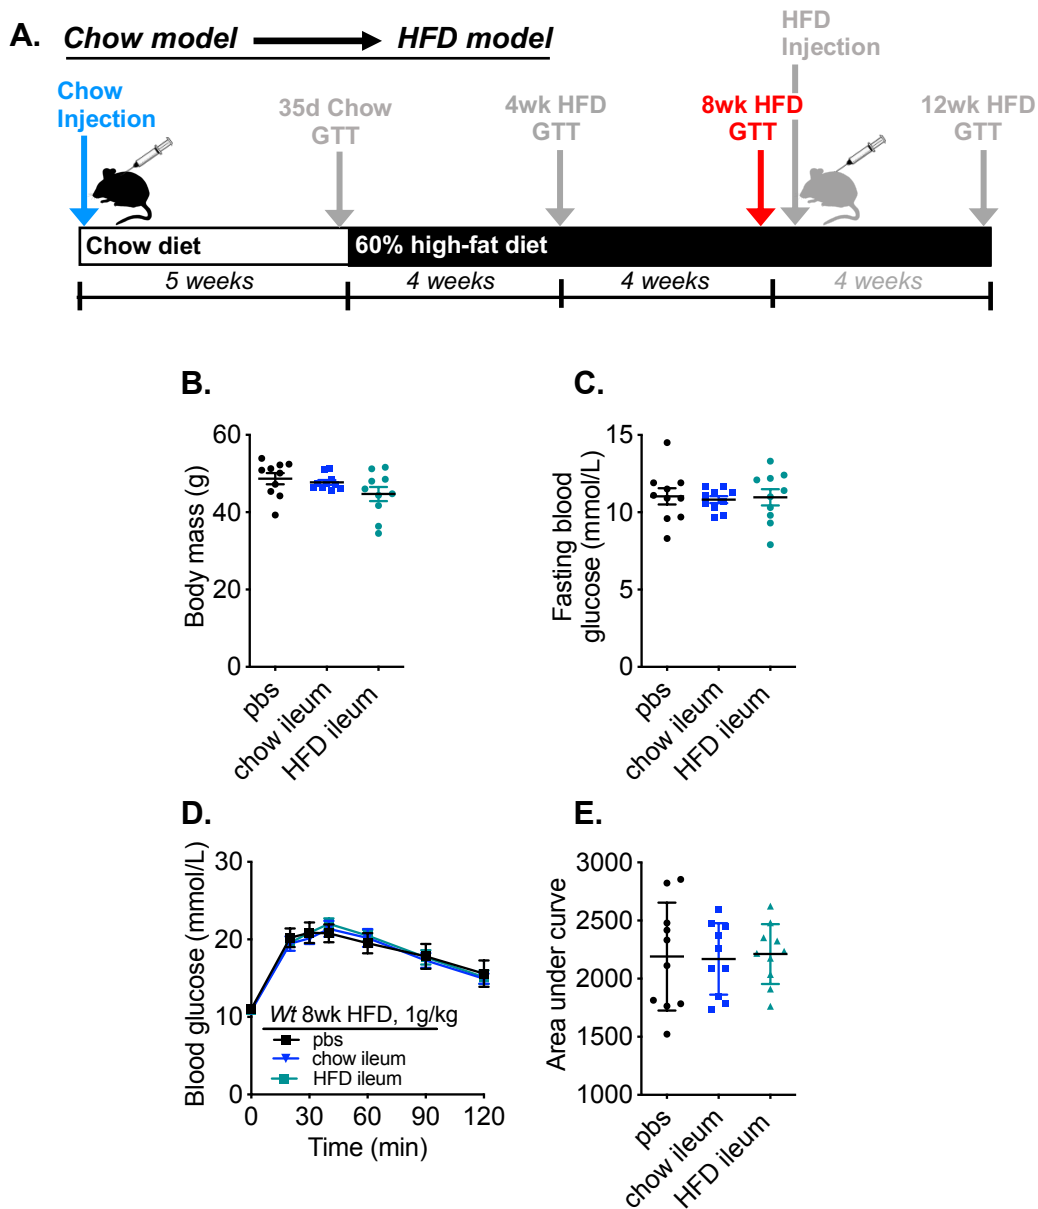 A.
Chow model
HFD model
Chow
Injection
35d Chow
GTT
4wk HFD
GTT
8wk HFD
GTT
HFD
Injection
12wk HFD
GTT
Chow diet
60% high-fat diet
5 weeks
4 weeks
4 weeks
4 weeks
B.
Body mass (g)
60
40
20
0
pbs
chow ileum
HFD ileum
C.
Fasting blood
glucose (mmol/L)
15
10
5
0
pbs
chow ileum
HFD ileum
D.
Blood glucose (mmol/L)
30
20
10
0
Wt 8wk HFD, 1g/kg
pbs
chow ileum
HFD ileum
0
30
60
90
120
Time (min)
E.
Area under curve
3000
2500
2000
1500
1000
pbs
chow ileum
HFD ileum